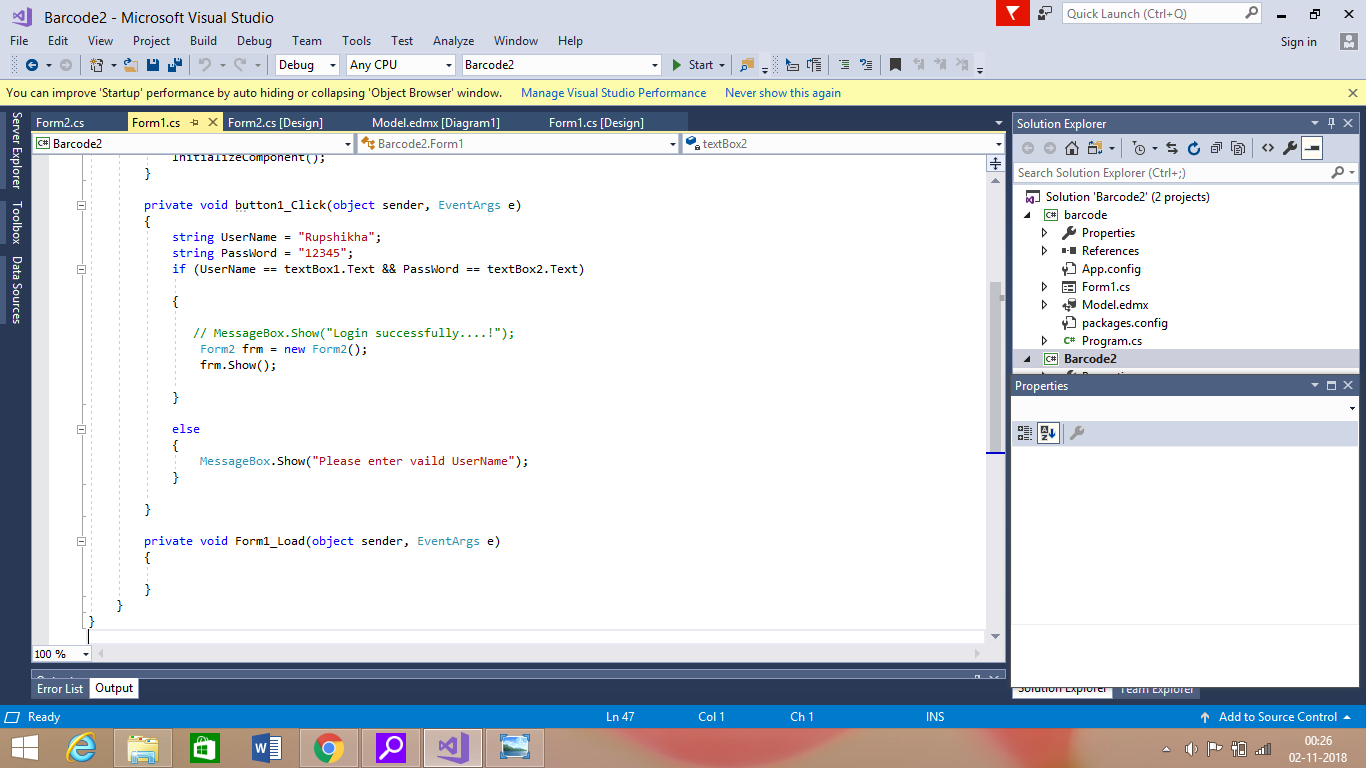 Barcode2 - Microsoft Visual Studio
Quick Launch (Ctrl+Q)
File Edit View Project Build Debug Team Tools Test Analyze Window Help
Sign in
Debug Any CPU Barcode2 Start
You can improve 'Startup' performance by auto hiding or collapsing 'Object Browser' window. Manage Visual Studio Performance Never show this again
Server Explorer
Toolbox
Data Sources
Form2.cs Form1.cs Form2.cs [Design] Model.edmx [Diagram1] Form1.cs [Design]
Barcode2 Barcode2.Form1 textBox2
InitializeComponent();
}
private void button1_Click(object sender, EventArgs e)
{
string UserName = "Rupshikha";
string PassWord = "12345";
if (UserName == textBox1.Text && PassWord == textBox2.Text)
{
// MessageBox.Show("Login successfully....!");
Form2 frm = new Form2();
frm.Show();
}
else
{
MessageBox.Show("Please enter vaild UserName");
}
}
private void Form1_Load(object sender, EventArgs e)
{
}
}
}
100 %
Error List Output
Solution Explorer
Search Solution Explorer (Ctrl+;)
Solution 'Barcode2' (2 projects)
C# barcode
Properties
References
App.config
Form1.cs
Model.edmx
packages.config
C# Program.cs
C# Barcode2
Properties
Solution Explorer Team Explorer
Ready Ln 47 Col 1 Ch 1 INS Add to Source Control
00:26
02-11-2018